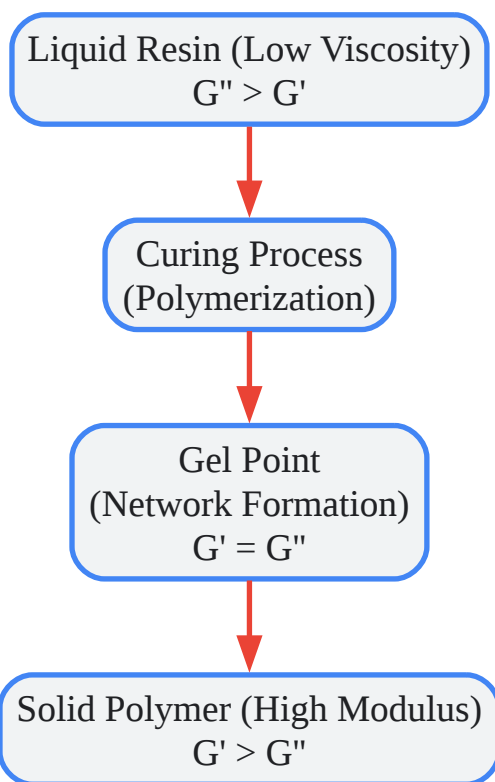 Liquid Resin (Low Viscosity)
G" > G'
Curing Process
(Polymerization)
Gel Point
(Network Formation)
G' = G"
Solid Polymer (High Modulus)
G' > G"